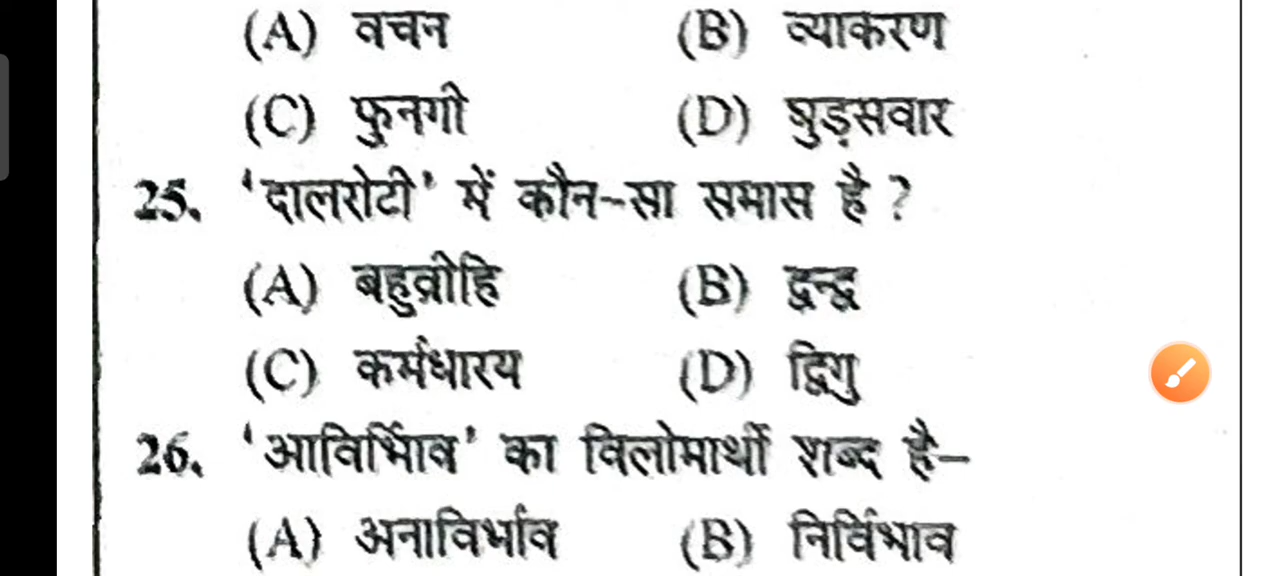 (A) वचन (B) व्याकरण
(C) फुनगी (D) घुड़सवार
25. 'दालरोटी' में कौन-सा समास है ?
(A) बहुव्रीहि (B) द्वन्द्व
(C) कर्मधारय (D) द्विगु
26. 'आविर्भाव' का विलोमार्थी शब्द है–
(A) अनाविर्भाव (B) निर्विभाव